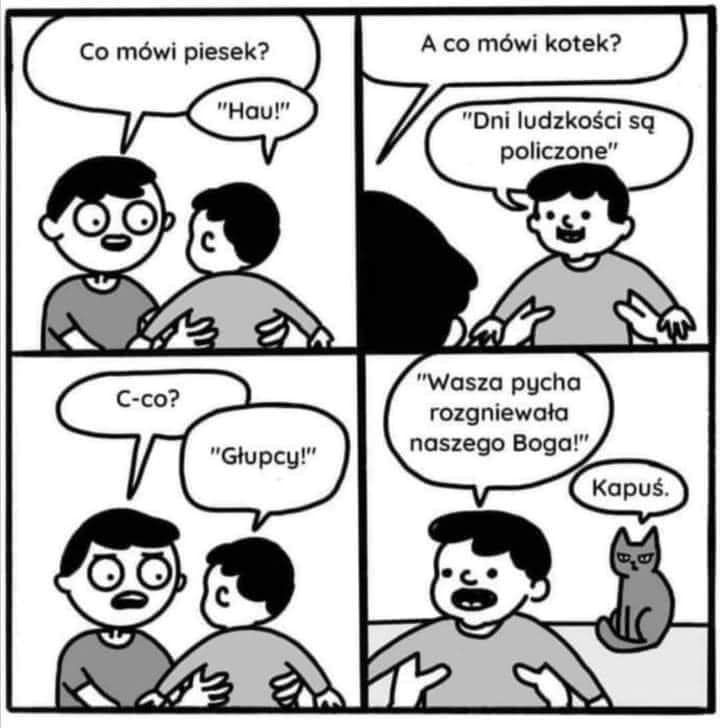 Co mówi piesek?
"Hau!"
A co mówi kotek?
"Dni ludzkości są
policzone"
C-co?
"Głupcy!"
"Wasza pycha
rozgniewała
naszego Boga!"
Kapuś.